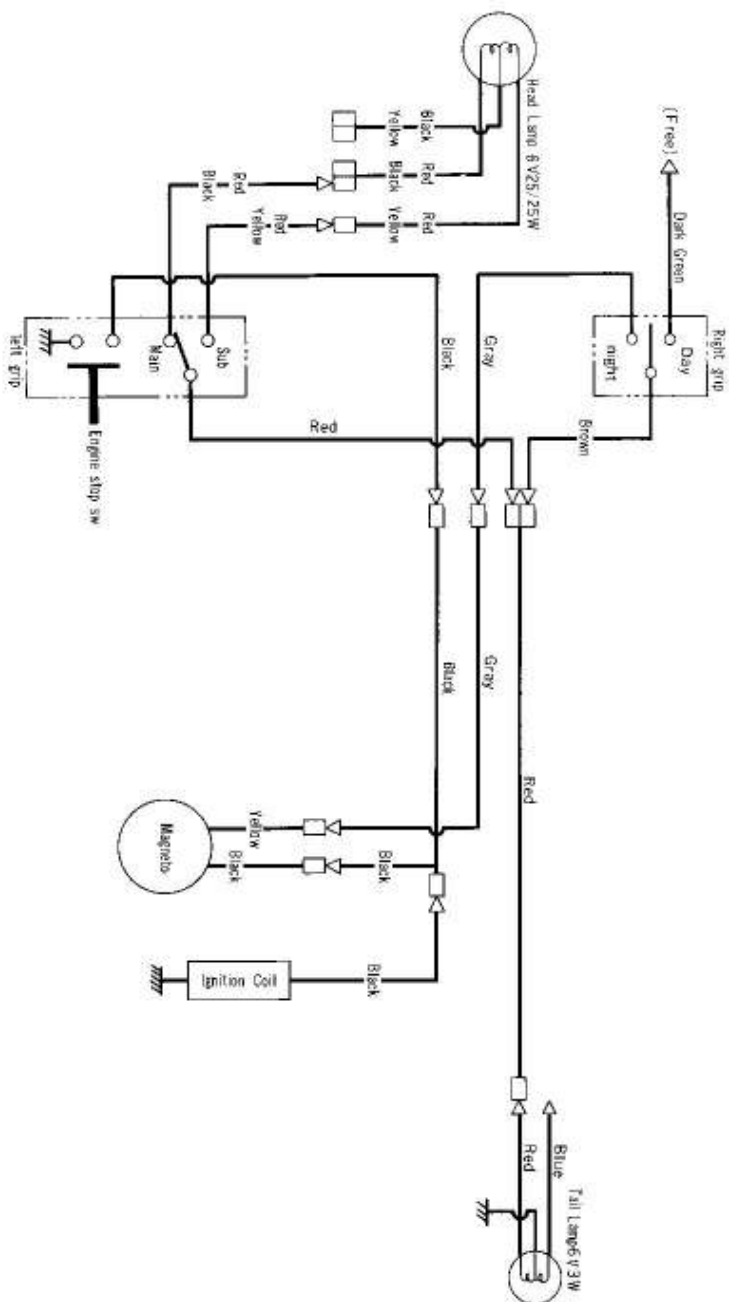 Head Lamp 6V25/25W
(Free)
Dark Green
Black
Yellow
Red
Black
Red
Yellow
Red
Black
Red
Yellow
Right grip
Day
night
Brown
Gray
Black
Sub
Main
left grip
Engine stop sw
Red
Gray
Black
Red
Yellow
Black
Magneto
Black
Ignition Coil
Black
Blue
Red
Tail Lamp6V3W